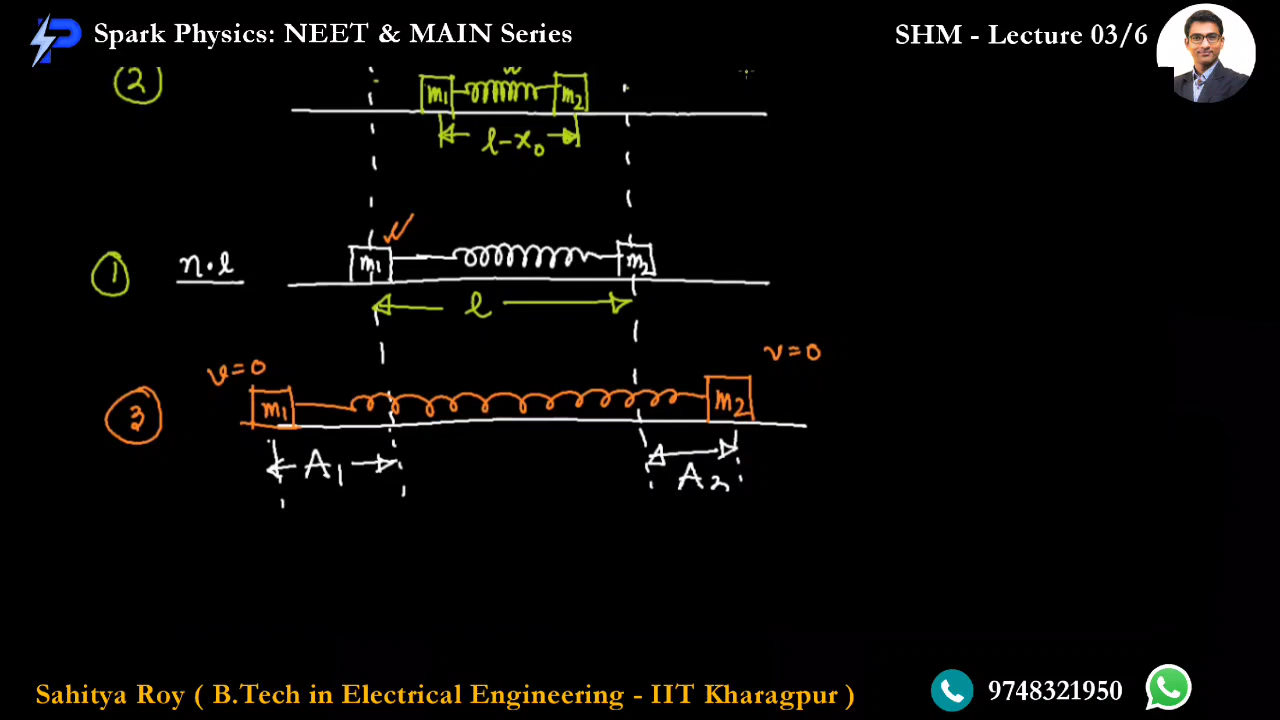 Spark Physics: NEET & MAIN Series
SHM - Lecture 03/6
2
m1 m2
l-x0
1 n.l m1 m2
l
v=0 v=0
3 m1 m2
A1 A2
Sahitya Roy ( B.Tech in Electrical Engineering - IIT Kharagpur )
9748321950